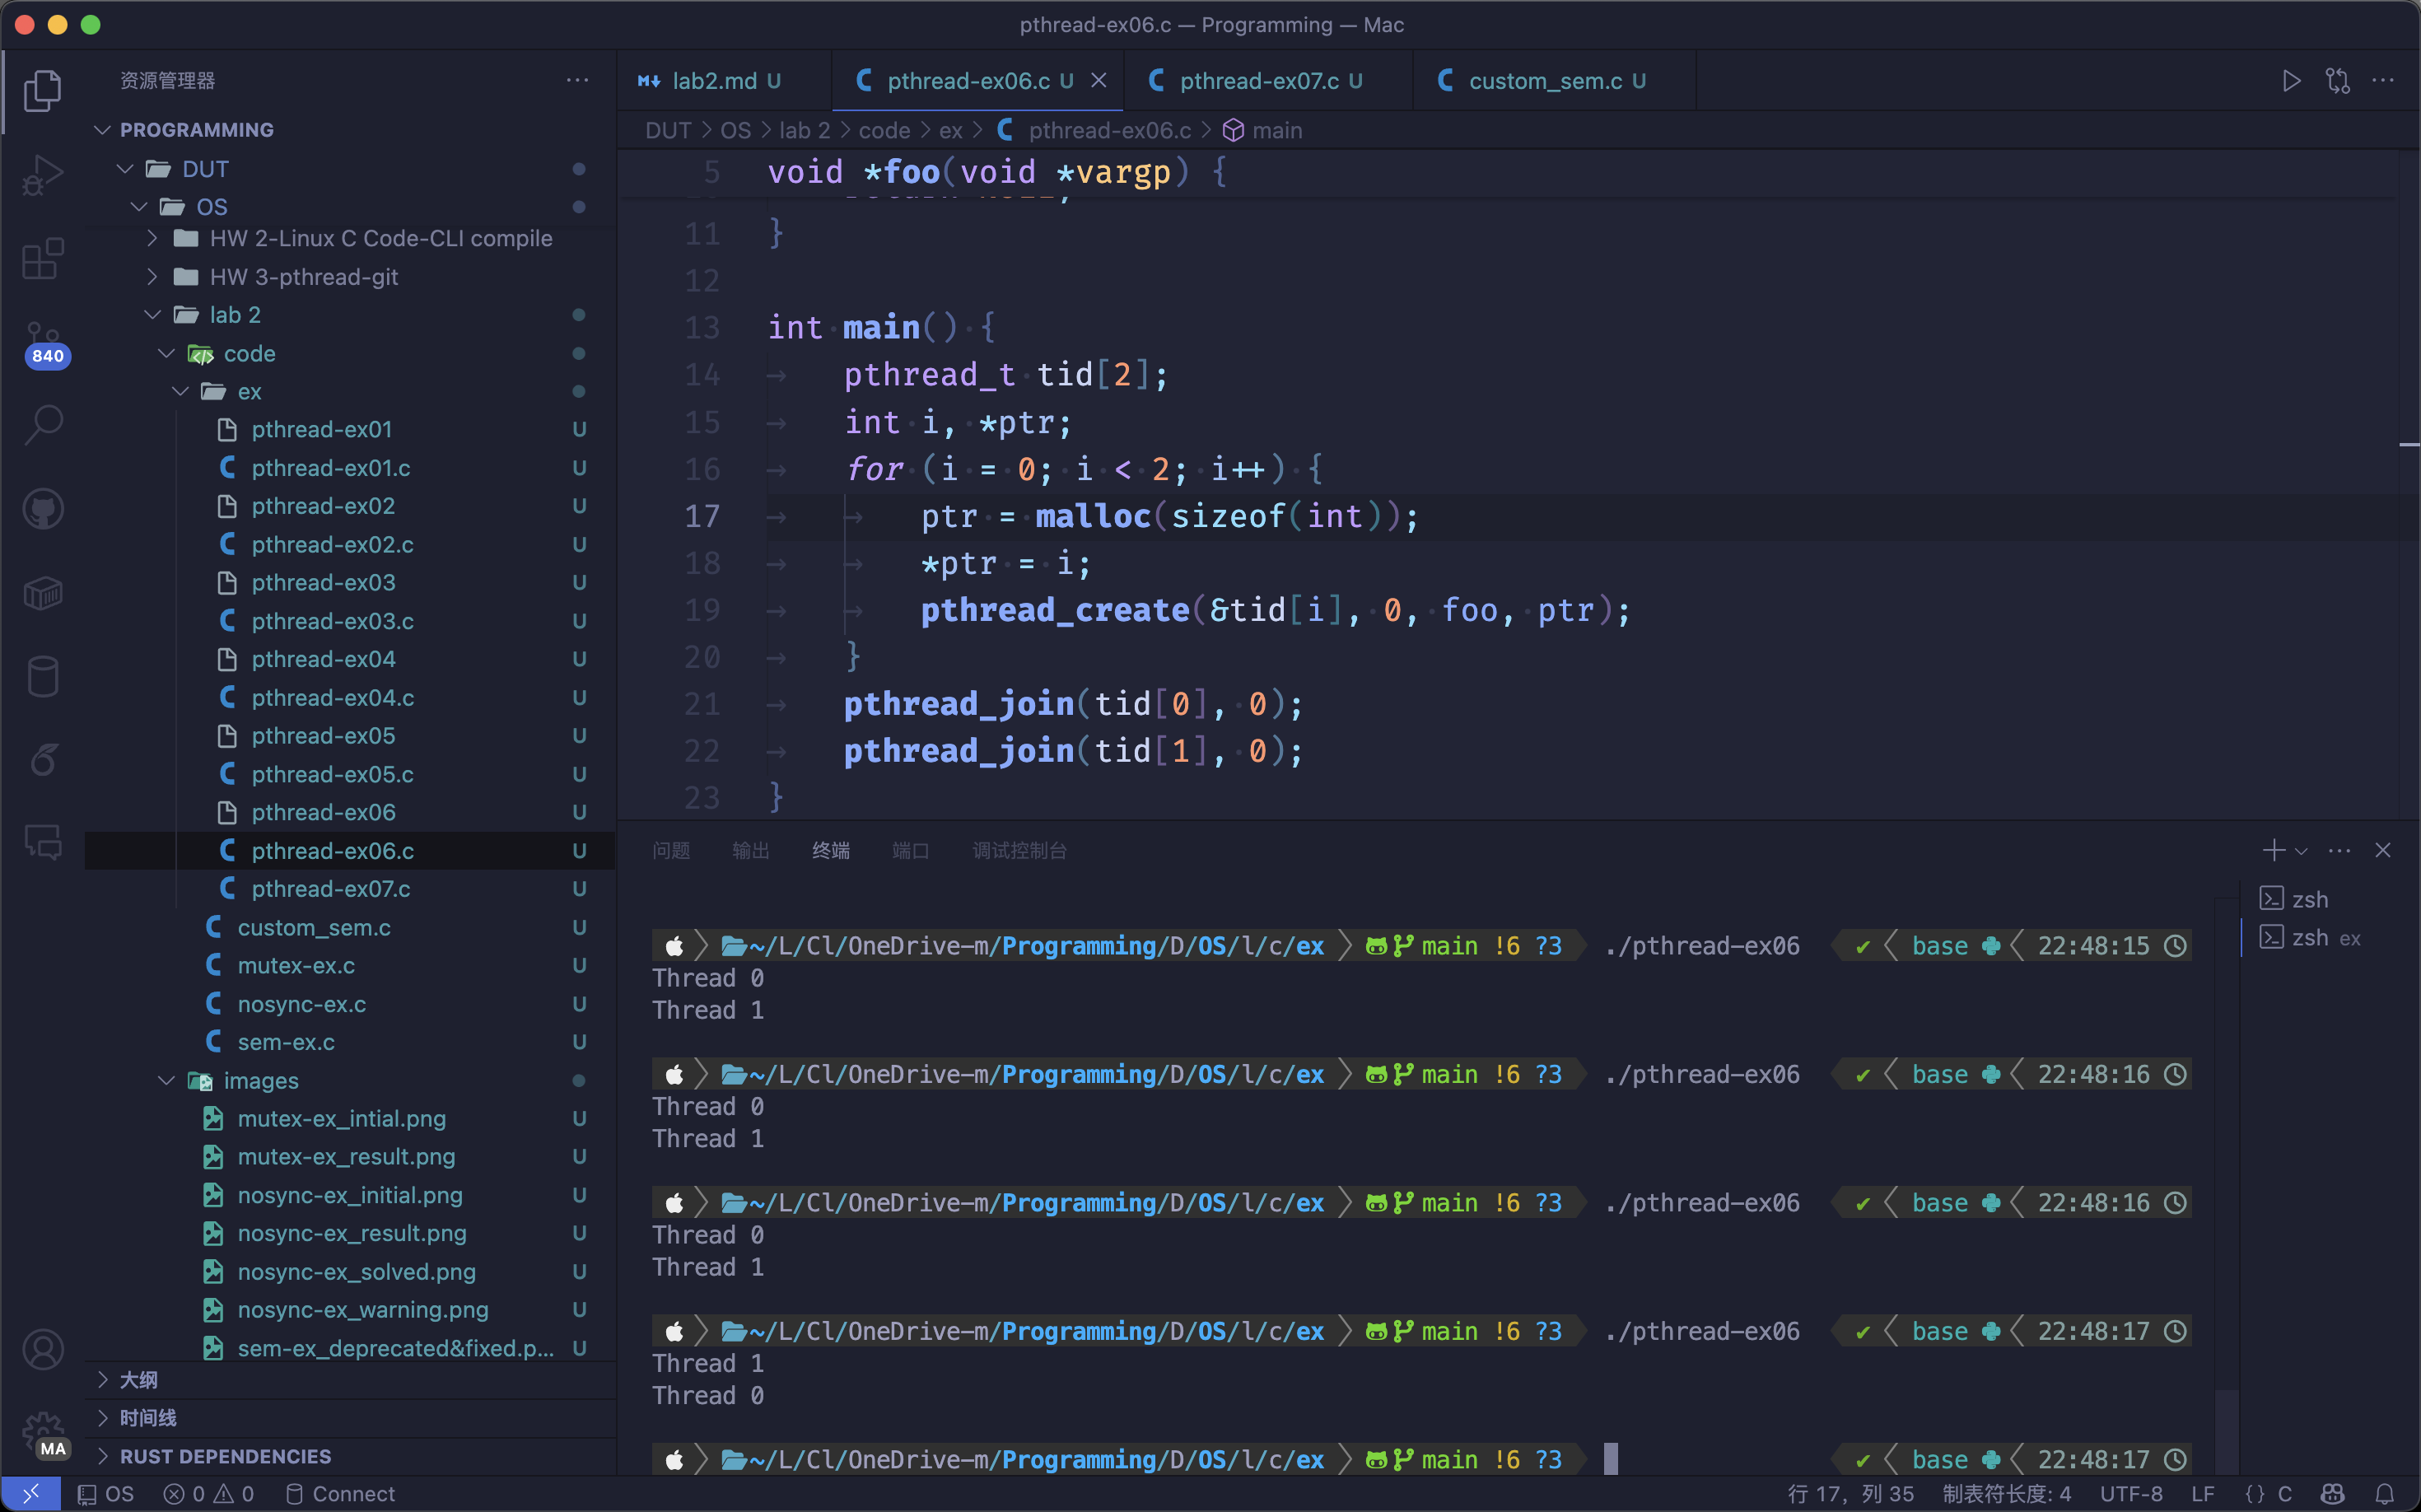 pthread-ex06.c — Programming — Mac
资源管理器
PROGRAMMING
DUT
OS
HW 2-Linux C Code-CLI compile
HW 3-pthread-git
lab 2
code
ex
pthread-ex01 U
pthread-ex01.c U
pthread-ex02 U
pthread-ex02.c U
pthread-ex03 U
pthread-ex03.c U
pthread-ex04 U
pthread-ex04.c U
pthread-ex05 U
pthread-ex05.c U
pthread-ex06 U
pthread-ex06.c U
pthread-ex07.c U
custom_sem.c U
mutex-ex.c U
nosync-ex.c U
sem-ex.c U
images
mutex-ex_intial.png U
mutex-ex_result.png U
nosync-ex_initial.png U
nosync-ex_result.png U
nosync-ex_solved.png U
nosync-ex_warning.png U
sem-ex_deprecated&fixed.p... U
大纲
时间线
RUST DEPENDENCIES
840
MA
lab2.md U
pthread-ex06.c U
pthread-ex07.c U
custom_sem.c U
DUT > OS > lab 2 > code > ex > pthread-ex06.c > main
5 void *foo(void *vargp) {
11 }
12
13 int main() {
14 pthread_t tid[2];
15 int i, *ptr;
16 for (i = 0; i < 2; i++) {
17 ptr = malloc(sizeof(int));
18 *ptr = i;
19 pthread_create(&tid[i], 0, foo, ptr);
20 }
21 pthread_join(tid[0], 0);
22 pthread_join(tid[1], 0);
23 }
问题 输出 终端 端口 调试控制台
zsh
zsh ex
~/L/Cl/OneDrive-m/Programming/D/OS/l/c/ex main !6 ?3 ./pthread-ex06 ✔ base 22:48:15
Thread 0
Thread 1
~/L/Cl/OneDrive-m/Programming/D/OS/l/c/ex main !6 ?3 ./pthread-ex06 ✔ base 22:48:16
Thread 0
Thread 1
~/L/Cl/OneDrive-m/Programming/D/OS/l/c/ex main !6 ?3 ./pthread-ex06 ✔ base 22:48:16
Thread 0
Thread 1
~/L/Cl/OneDrive-m/Programming/D/OS/l/c/ex main !6 ?3 ./pthread-ex06 ✔ base 22:48:17
Thread 1
Thread 0
~/L/Cl/OneDrive-m/Programming/D/OS/l/c/ex main !6 ?3 ✔ base 22:48:17
OS 0 0 Connect
行 17, 列 35 制表符长度: 4 UTF-8 LF {} C